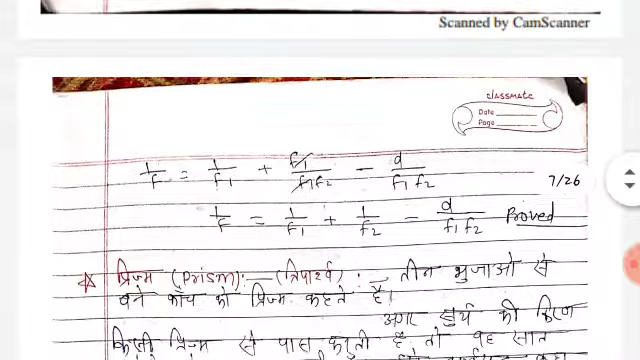 Scanned by CamScanner
classmate
Date
Page
1/F = 1/f₁ + f₁/f₁f₂ − d/f₁f₂
7/26
1/F = 1/f₁ + 1/f₂ − d/f₁f₂ Proved
प्रिज्म (Prism):— (त्रिपार्श्व) :— तीन भुजाओ से
बने काँच को प्रिज्म कहते है।
अगर सुर्य की किरण
किसी प्रिज्म से पास करती है तो वह सात